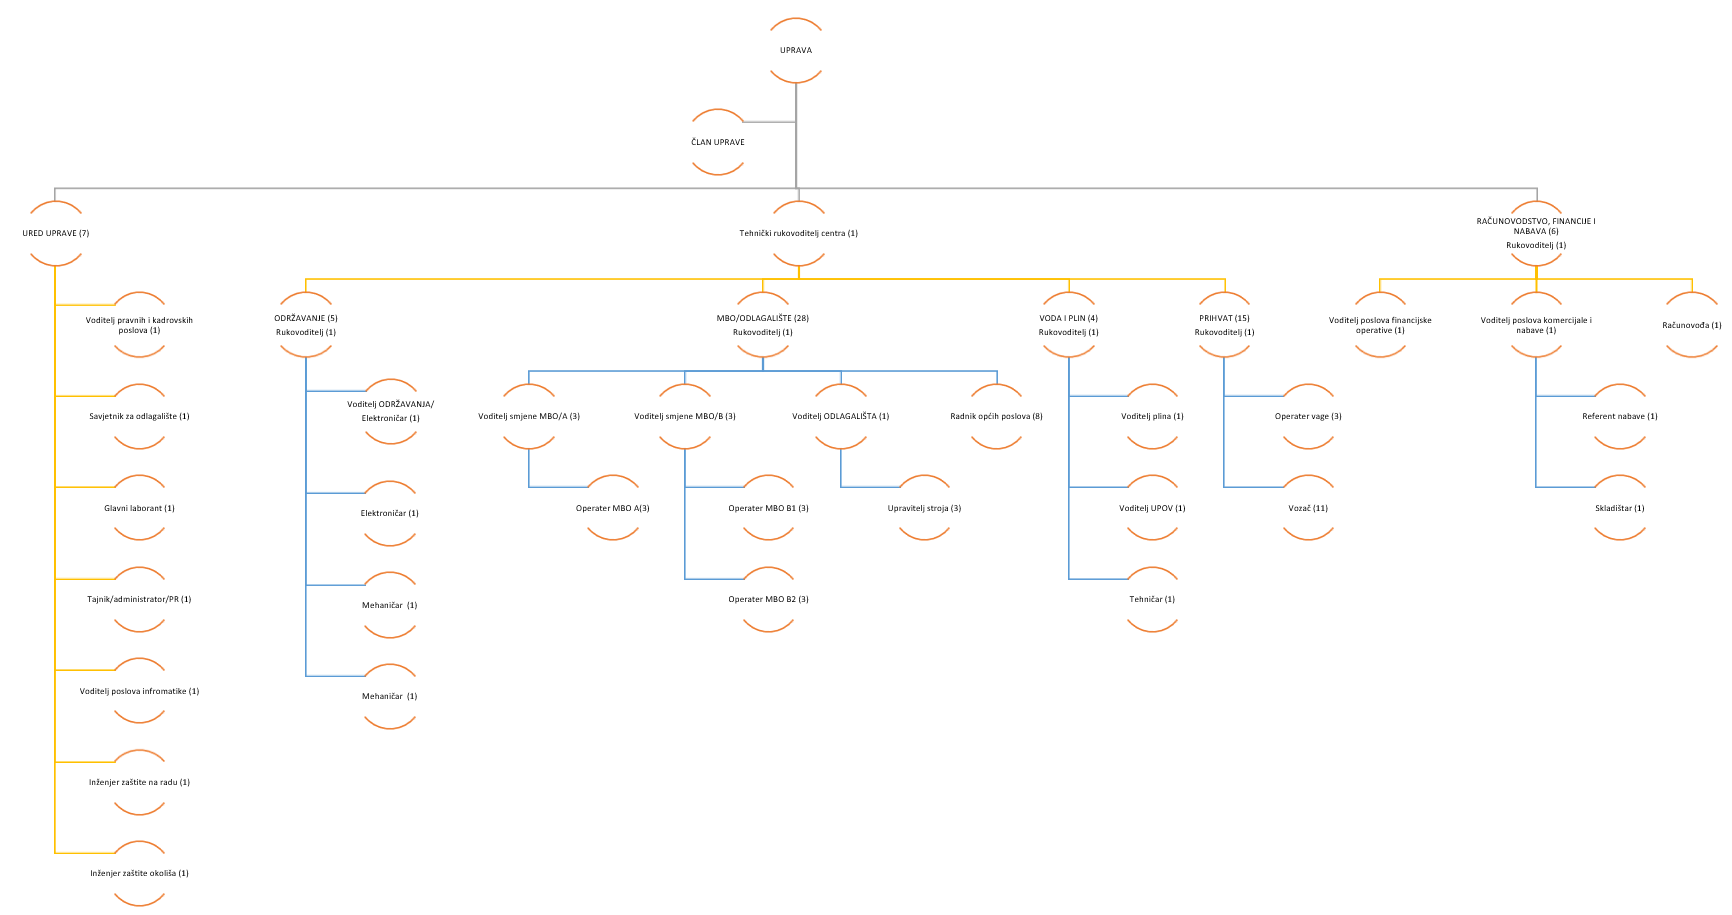 UPRAVA
ČLAN UPRAVE
URED UPRAVE (7)
Tehnički rukovoditelj centra (1)
RAČUNOVODSTVO, FINANCIJE I
NABAVA (6)
Rukovoditelj (1)
Voditelj pravnih i kadrovskih
poslova (1)
Savjetnik za odlagalište (1)
Glavni laborant (1)
Tajnik/administrator/PR (1)
Voditelj poslova infromatike (1)
Inženjer zaštite na radu (1)
Inženjer zaštite okoliša (1)
ODRŽAVANJE (5)
Rukovoditelj (1)
Voditelj ODRŽAVANJA/
Elektroničar (1)
Elektroničar (1)
Mehaničar  (1)
Mehaničar  (1)
MBO/ODLAGALIŠTE (28)
Rukovoditelj (1)
Voditelj smjene MBO/A (3)
Operater MBO A(3)
Voditelj smjene MBO/B (3)
Operater MBO B1 (3)
Operater MBO B2 (3)
Voditelj ODLAGALIŠTA (1)
Upravitelj stroja (3)
Radnik općih poslova (8)
VODA I PLIN (4)
Rukovoditelj (1)
Voditelj plina (1)
Voditelj UPOV (1)
Tehničar (1)
PRIHVAT (15)
Rukovoditelj (1)
Operater vage (3)
Vozač (11)
Voditelj poslova financijske
operative (1)
Voditelj poslova komercijale i
nabave (1)
Referent nabave (1)
Skladištar (1)
Računovođa (1)